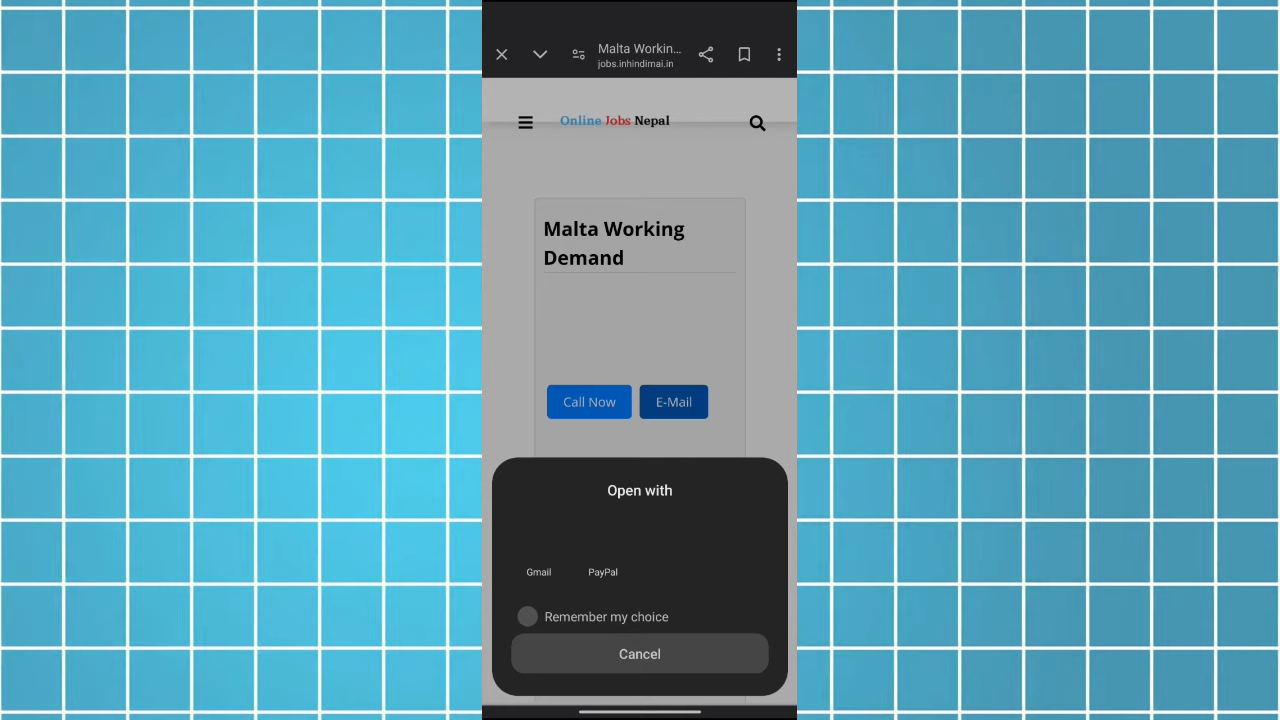 Malta Workin...
jobs.inhindimai.in
Online Jobs Nepal
Malta Working
Demand
Call Now
E-Mail
Open with
Gmail
PayPal
Remember my choice
Cancel